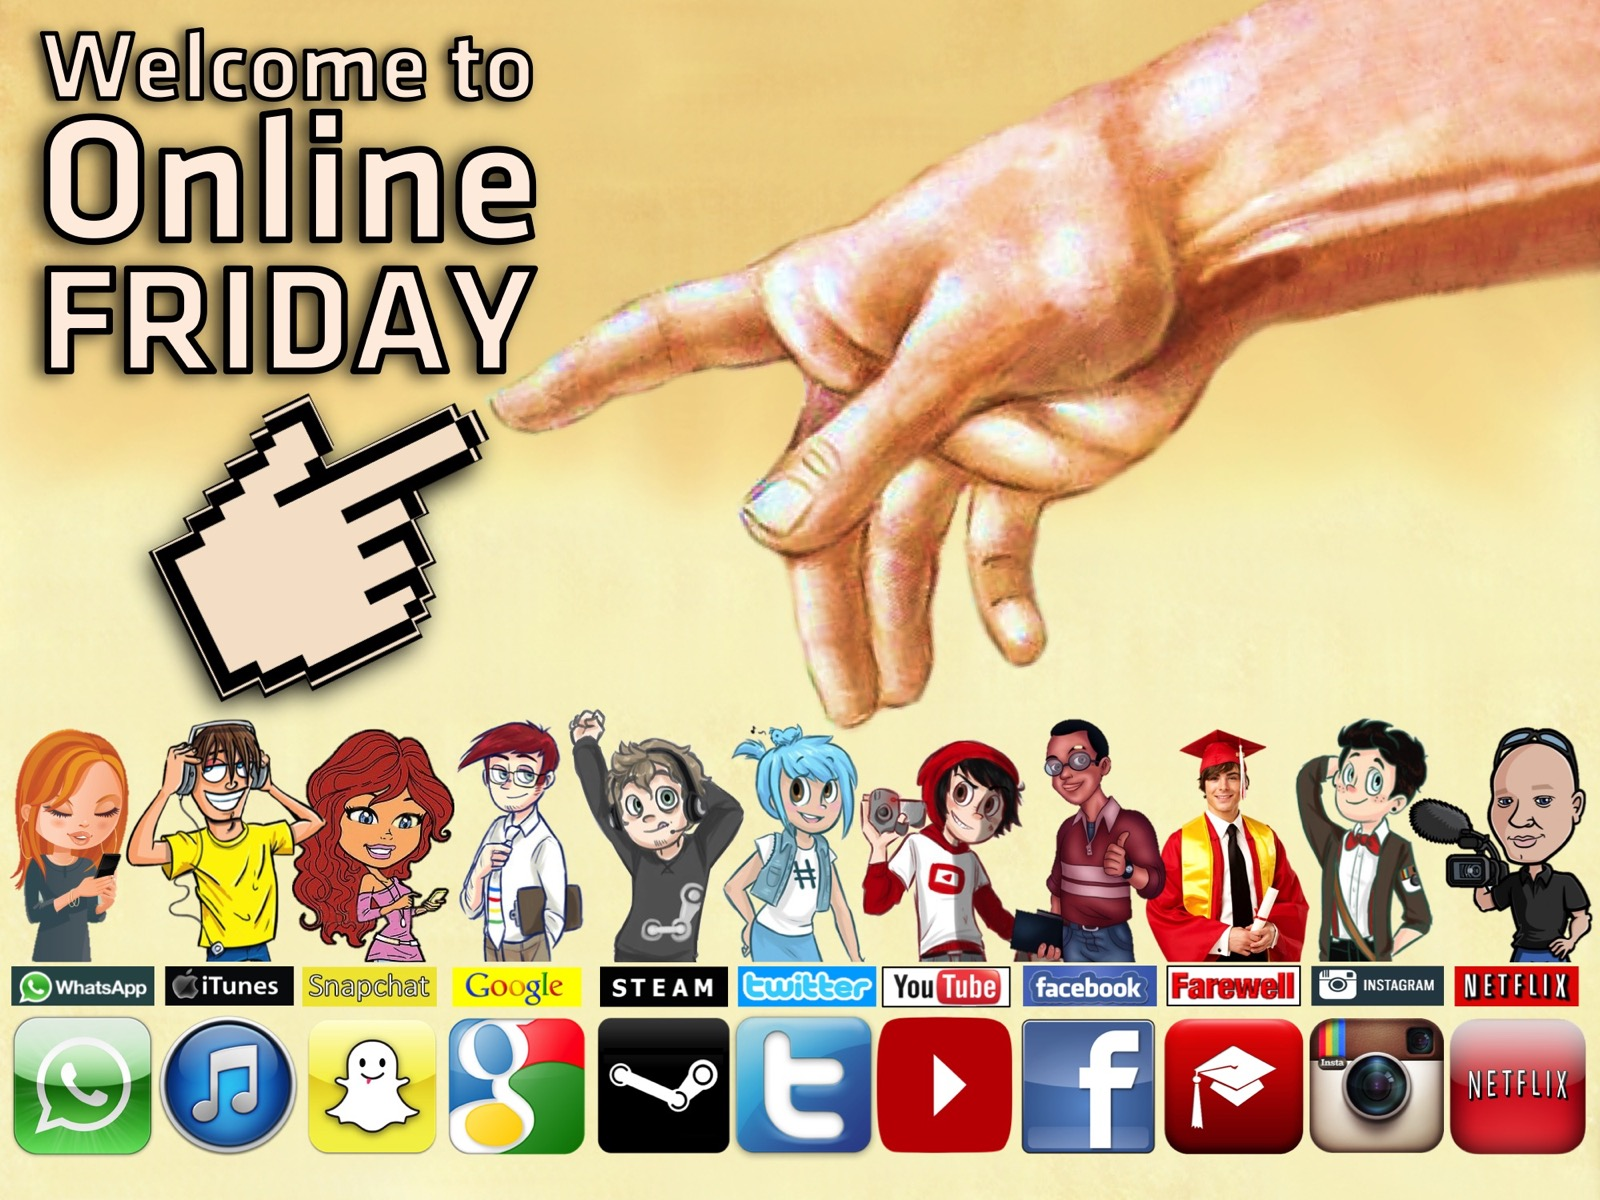 Welcome to
Online
FRIDAY
#
WhatsApp
iTunes
Snapchat
Google
STEAM
twitter
YouTube
facebook
Farewell
INSTAGRAM
NETFLIX
g
t
f
Insta
NETFLIX